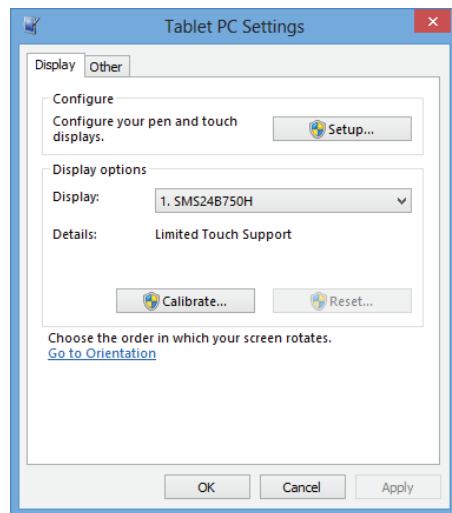 Tablet PC Settings
Display
Other
Configure
Configure your pen and touch
displays.
Setup...
Display options
Display:
1. SMS24B750H
Details:
Limited Touch Support
Calibrate...
Reset...
Choose the order in which your screen rotates.
Go to Orientation
OK
Cancel
Apply